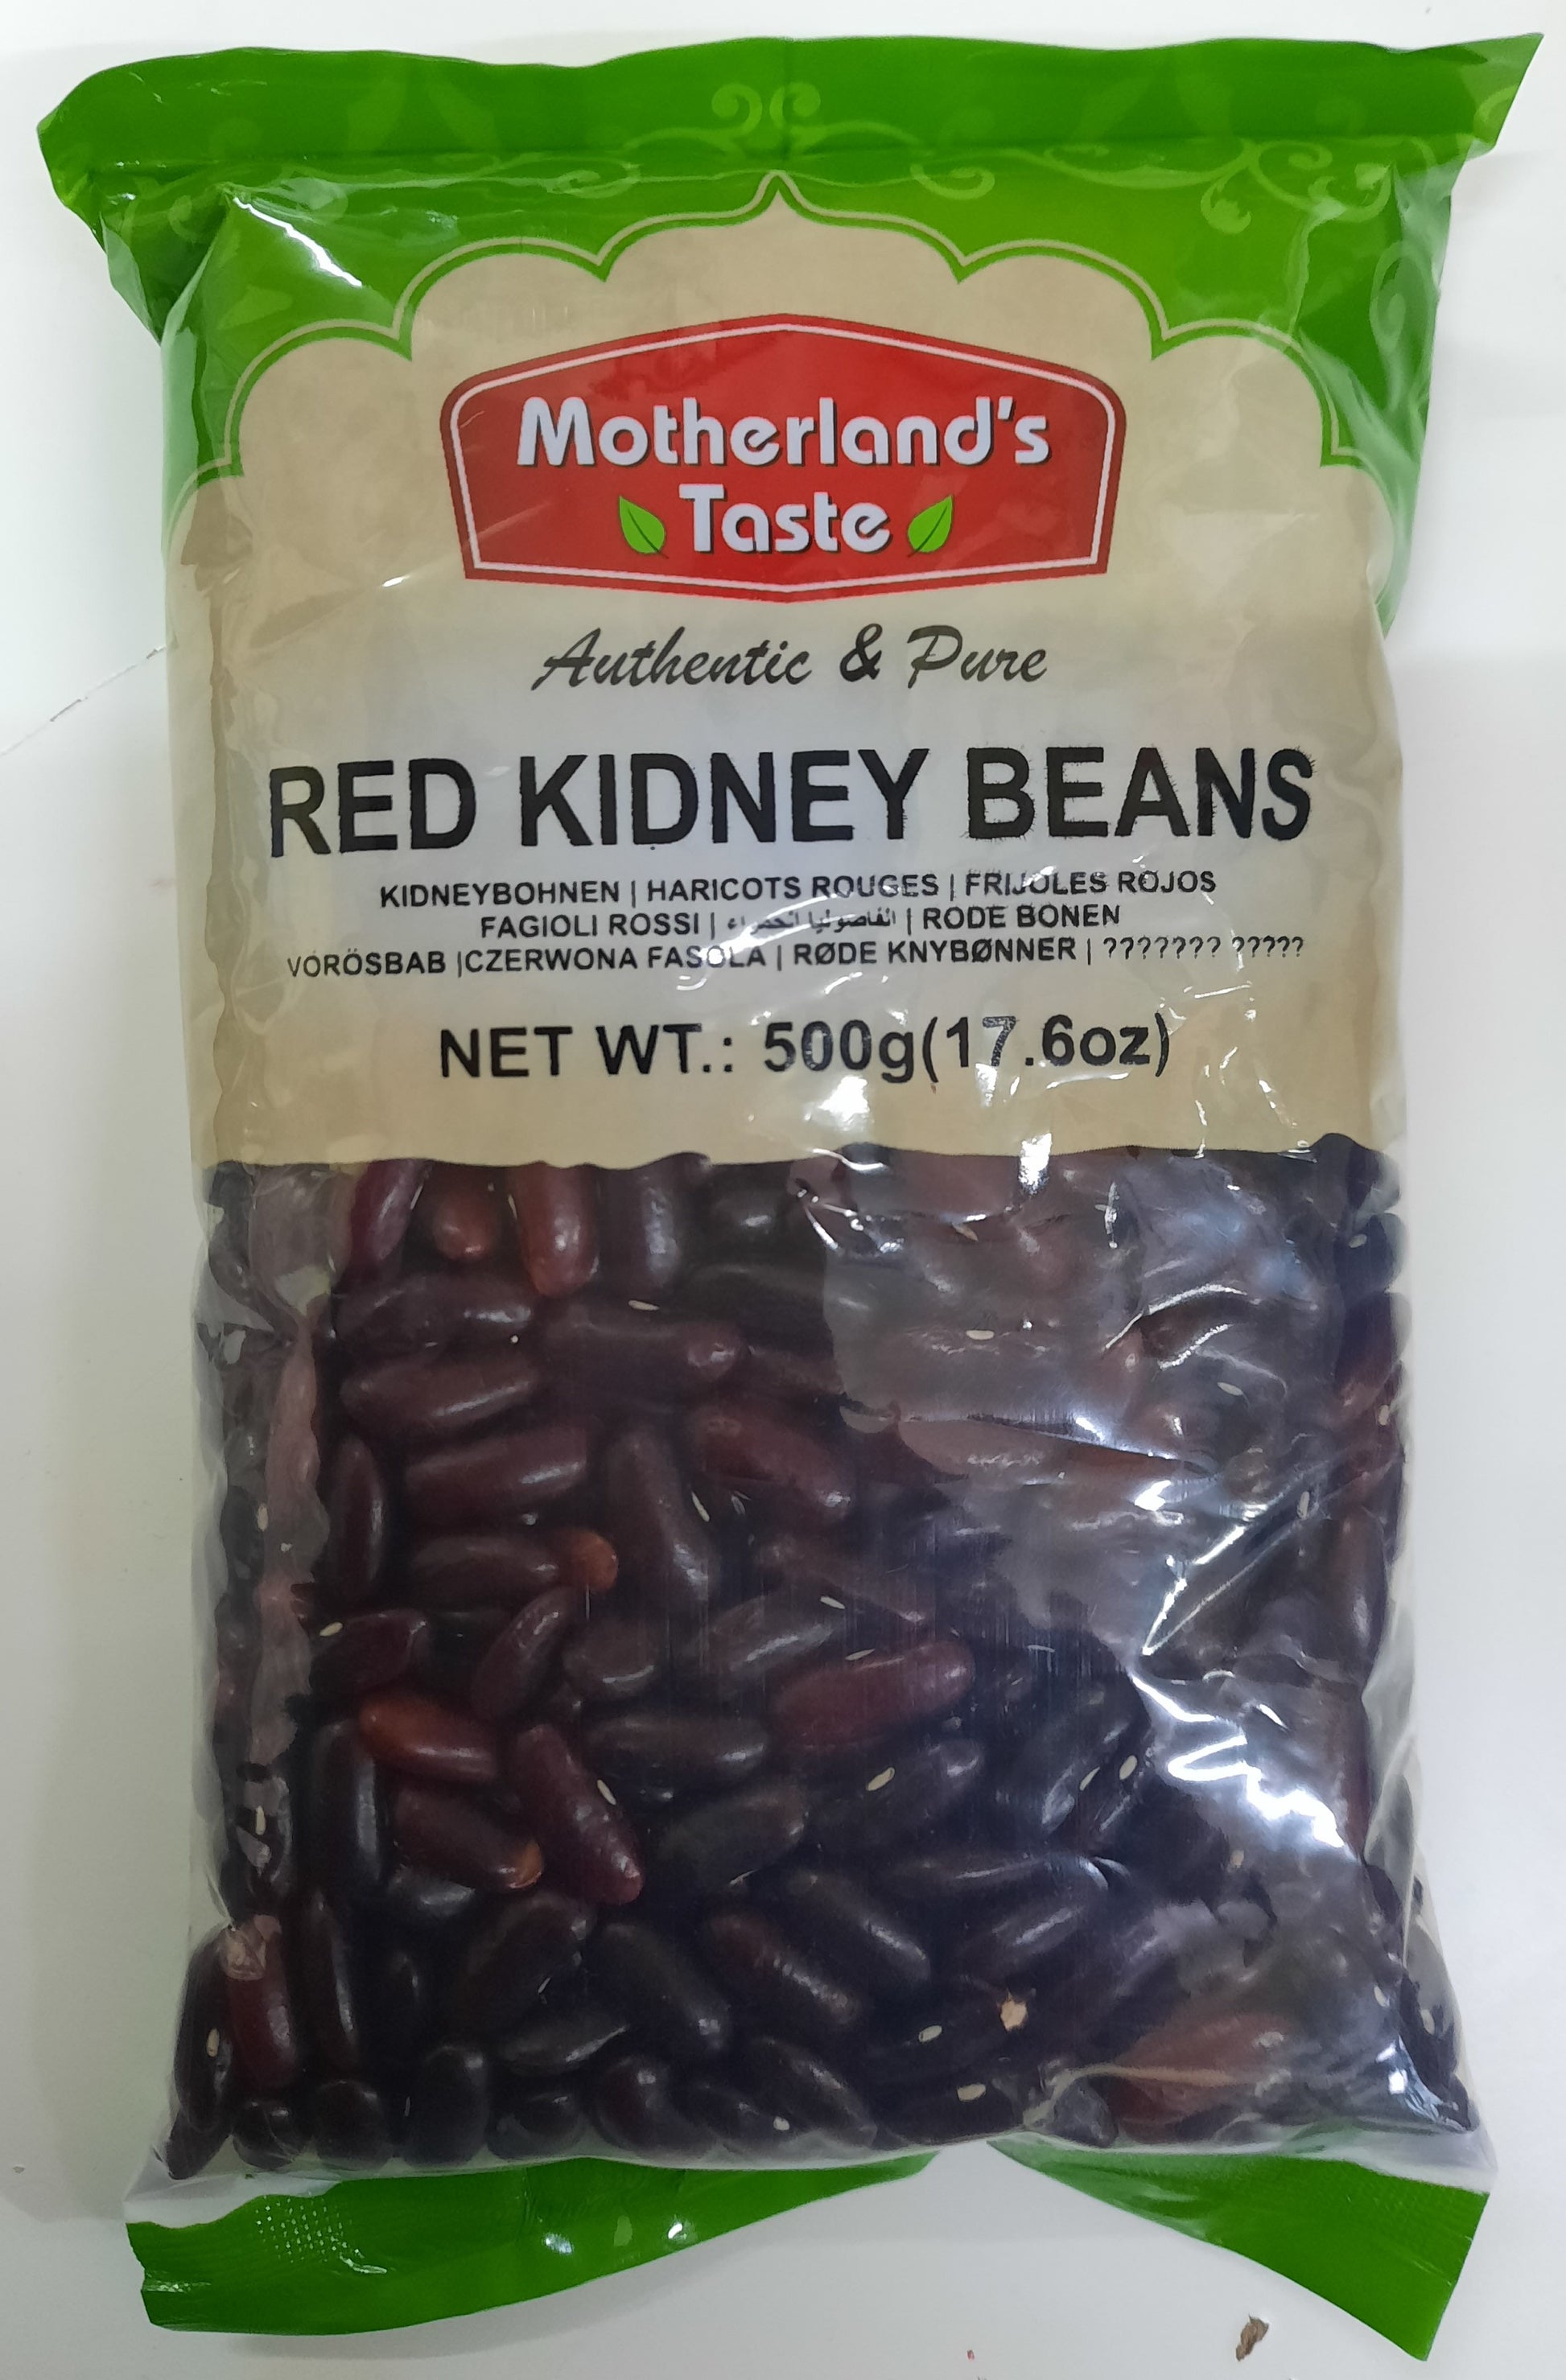 Motherland's
Taste
Authentic & Pure
RED KIDNEY BEANS
KIDNEYBOHNEN | HARICOTS ROUGES | FRIJOLES ROJOS
FAGIOLI ROSSI | الفاصوليا الحمراء | RODE BONEN
VÖRÖSBAB |CZERWONA FASOLA | RØDE KNYBØNNER | ??????? ?????
NET WT.: 500g(17.6oz)